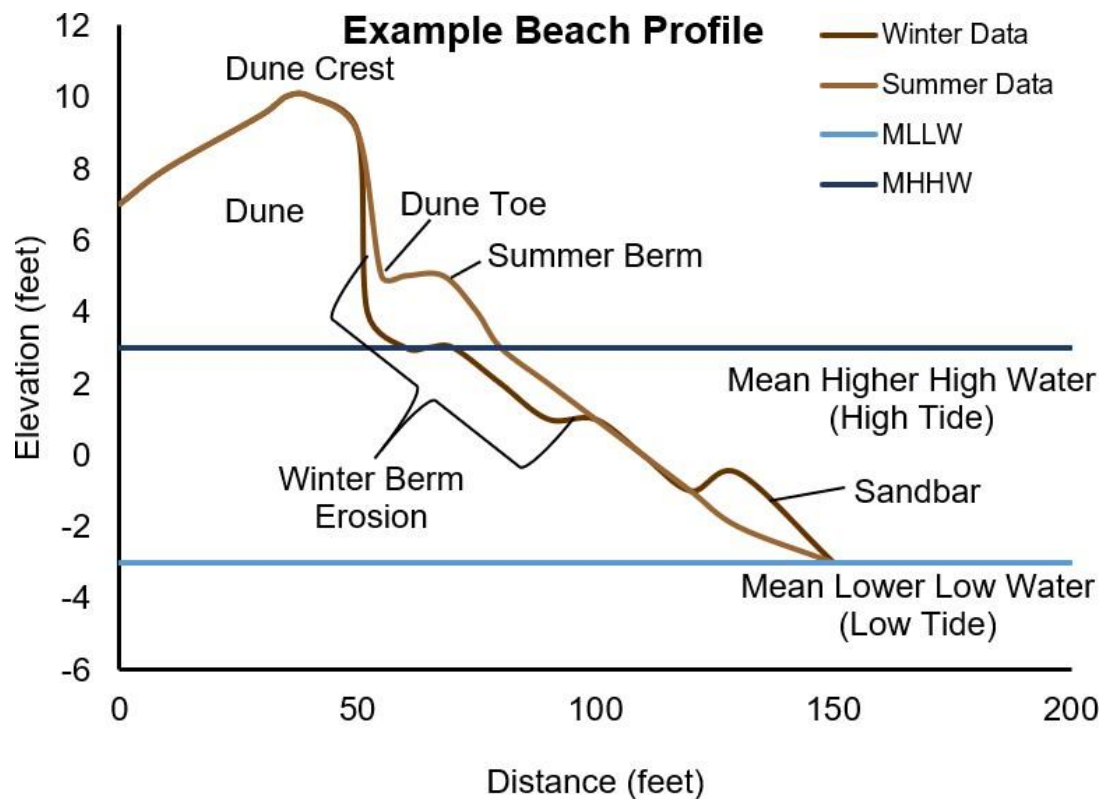 Example Beach Profile
Winter Data
Summer Data
MLLW
MHHW
12
10
8
6
4
2
0
-2
-4
-6
Elevation (feet)
Dune Crest
Dune
Dune Toe
Summer Berm
Mean Higher High Water
(High Tide)
Winter Berm
Erosion
Sandbar
Mean Lower Low Water
(Low Tide)
0
50
100
150
200
Distance (feet)